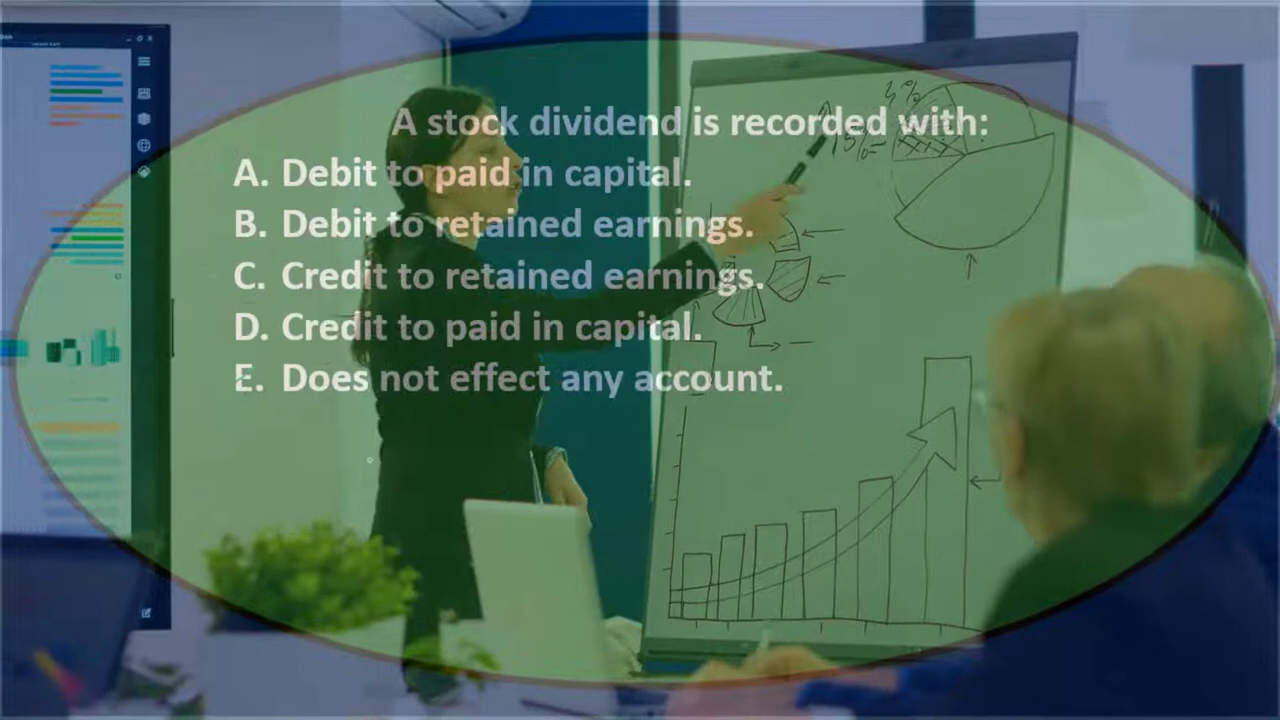 A stock dividend is recorded with:
A. Debit to paid in capital.
B. Debit to retained earnings.
C. Credit to retained earnings.
D. Credit to paid in capital.
E. Does not effect any account.